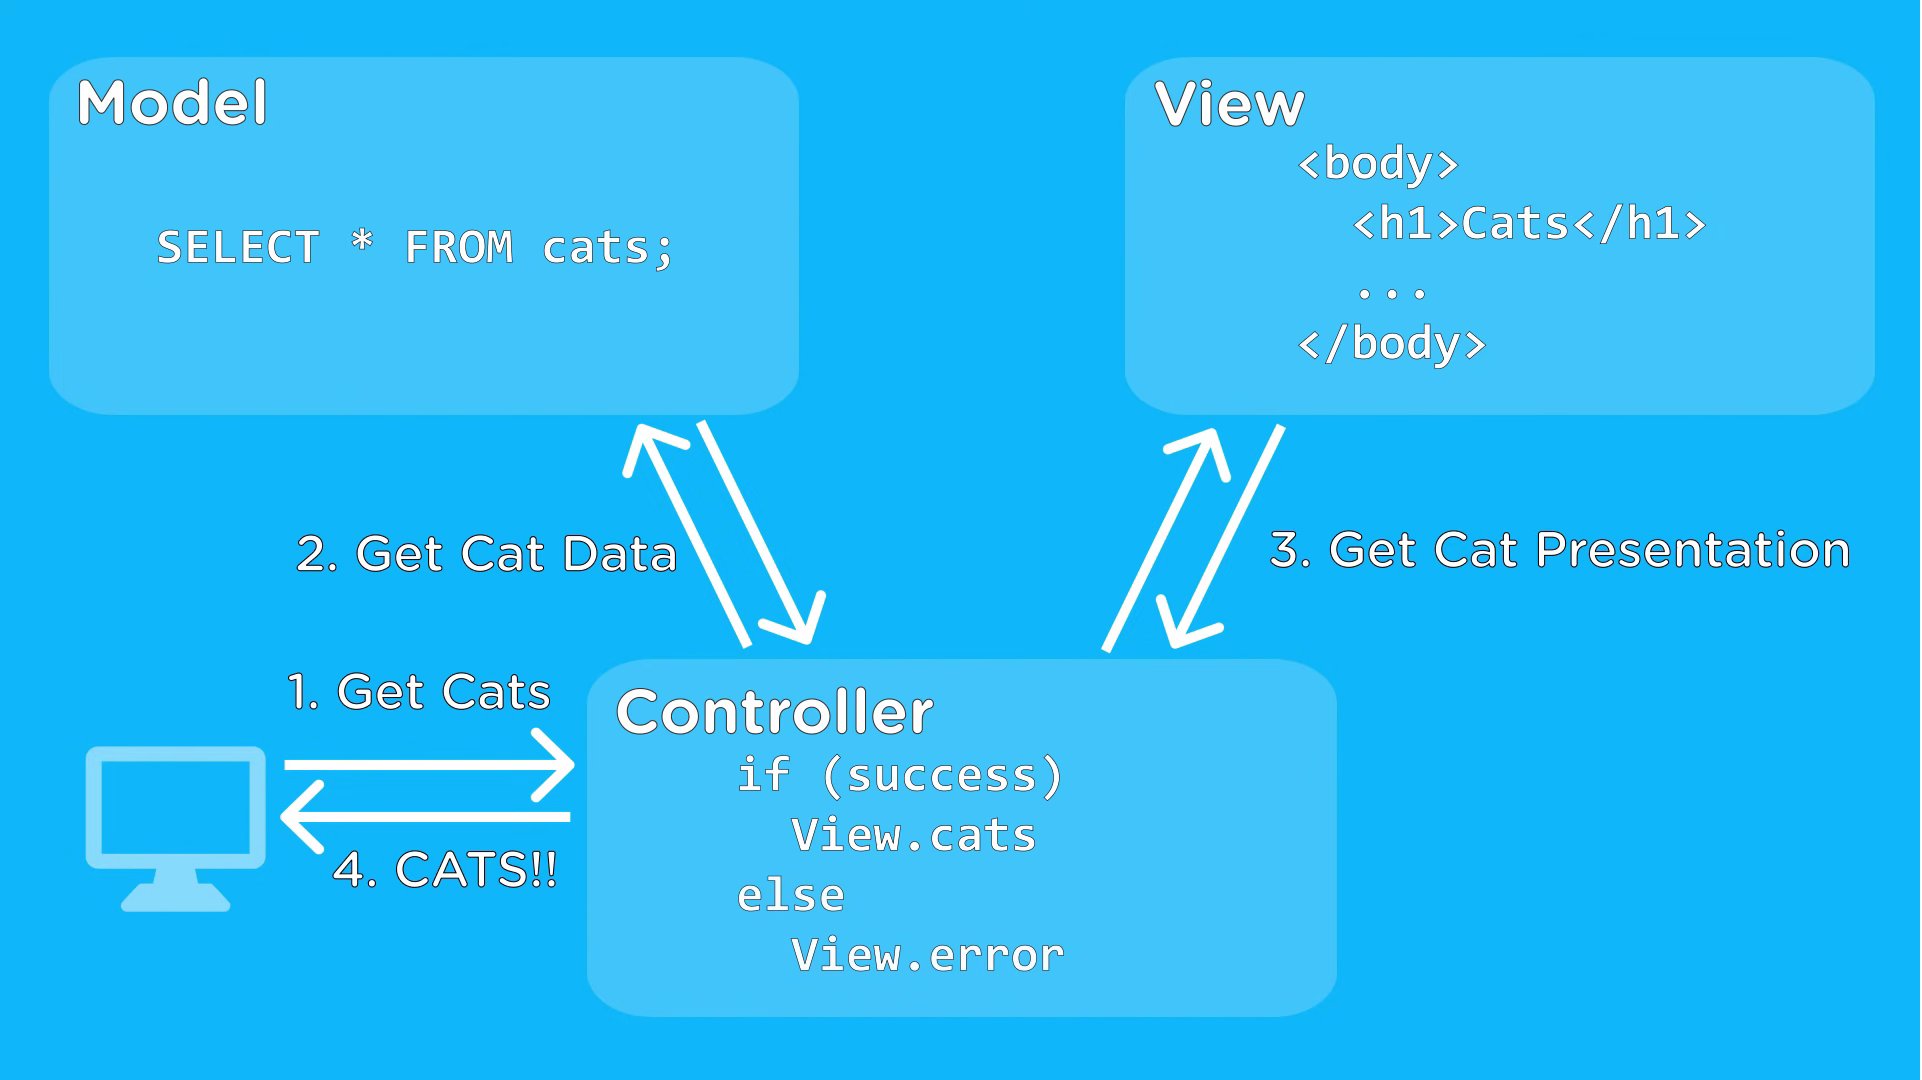 Model
SELECT * FROM cats;
View
<body>
<h1>Cats</h1>
...
</body>
2. Get Cat Data
3. Get Cat Presentation
1. Get Cats
4. CATS!!
Controller
if (success)
View.cats
else
View.error